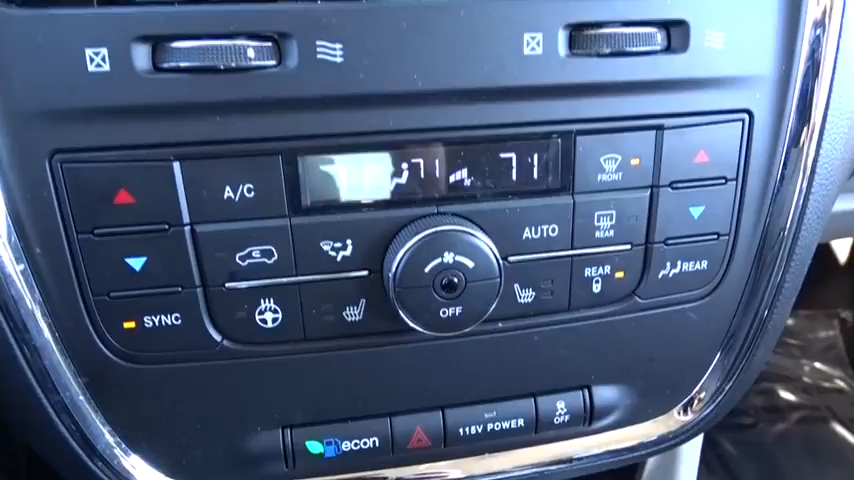 71
71
FRONT
A/C
AUTO
REAR
REAR
REAR
SYNC
OFF
econ
115V POWER
OFF